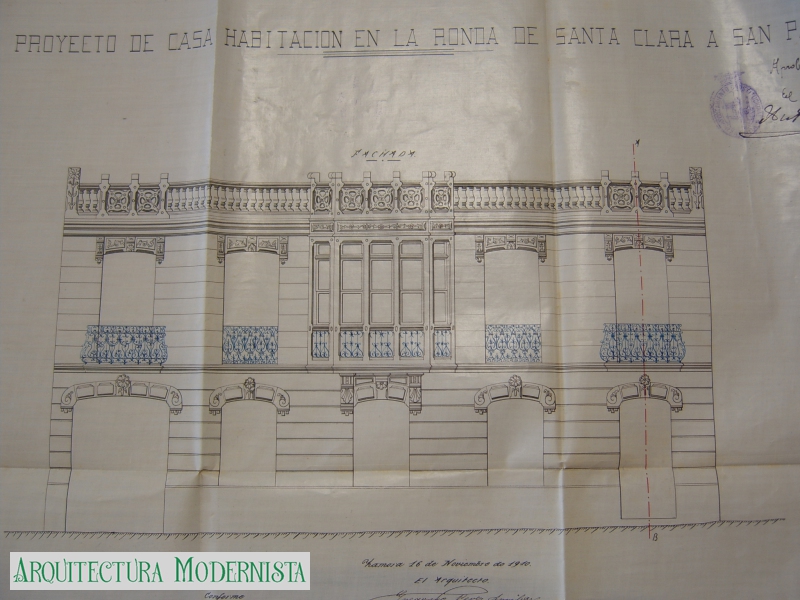 PROYECTO DE CASA HABITACION EN LA RONDA DE SANTA CLARA A SAN P
FACHADA
A
B
Zamora 16 de Noviembre de 1910.
El Arquitecto
Conforme
ARQUITECTURA MODERNISTA